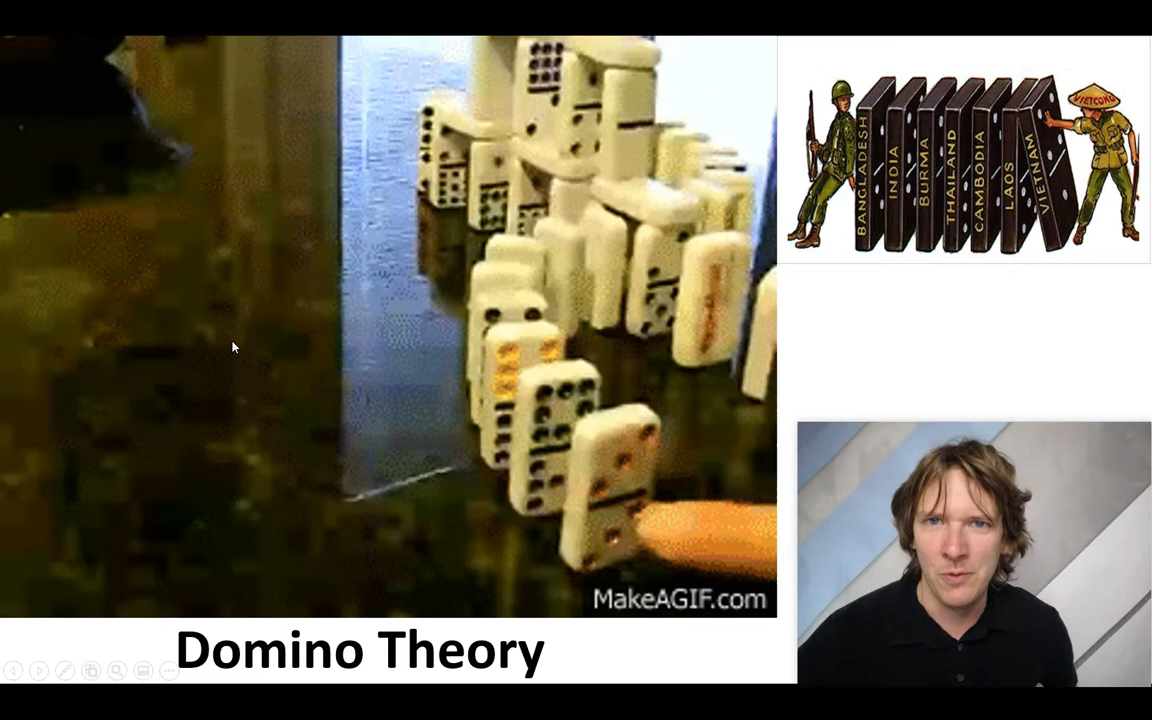 BANGLADESH
INDIA
BURMA
THAILAND
CAMBODIA
LAOS
VIETNAM
VIETCONG
MakeAGIF.com
Domino Theory